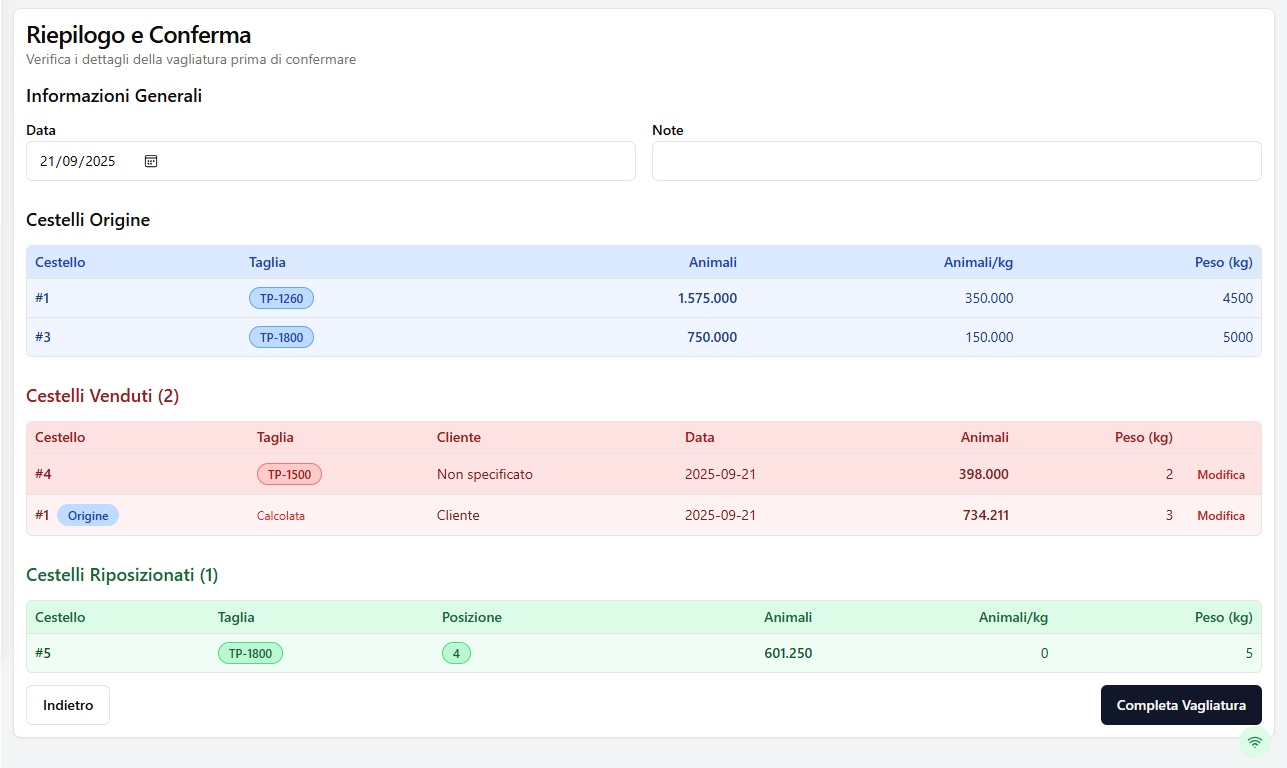 Riepilogo e Conferma
Verifica i dettagli della vagliatura prima di confermare
Informazioni Generali
Data Note
21/09/2025
Cestelli Origine
Cestello Taglia Animali Animali/kg Peso (kg)
#1 TP-1260 1.575.000 350.000 4500
#3 TP-1800 750.000 150.000 5000
Cestelli Venduti (2)
Cestello Taglia Cliente Data Animali Peso (kg)
#4 TP-1500 Non specificato 2025-09-21 398.000 2 Modifica
#1 Origine Calcolata Cliente 2025-09-21 734.211 3 Modifica
Cestelli Riposizionati (1)
Cestello Taglia Posizione Animali Animali/kg Peso (kg)
#5 TP-1800 4 601.250 0 5
Indietro Completa Vagliatura